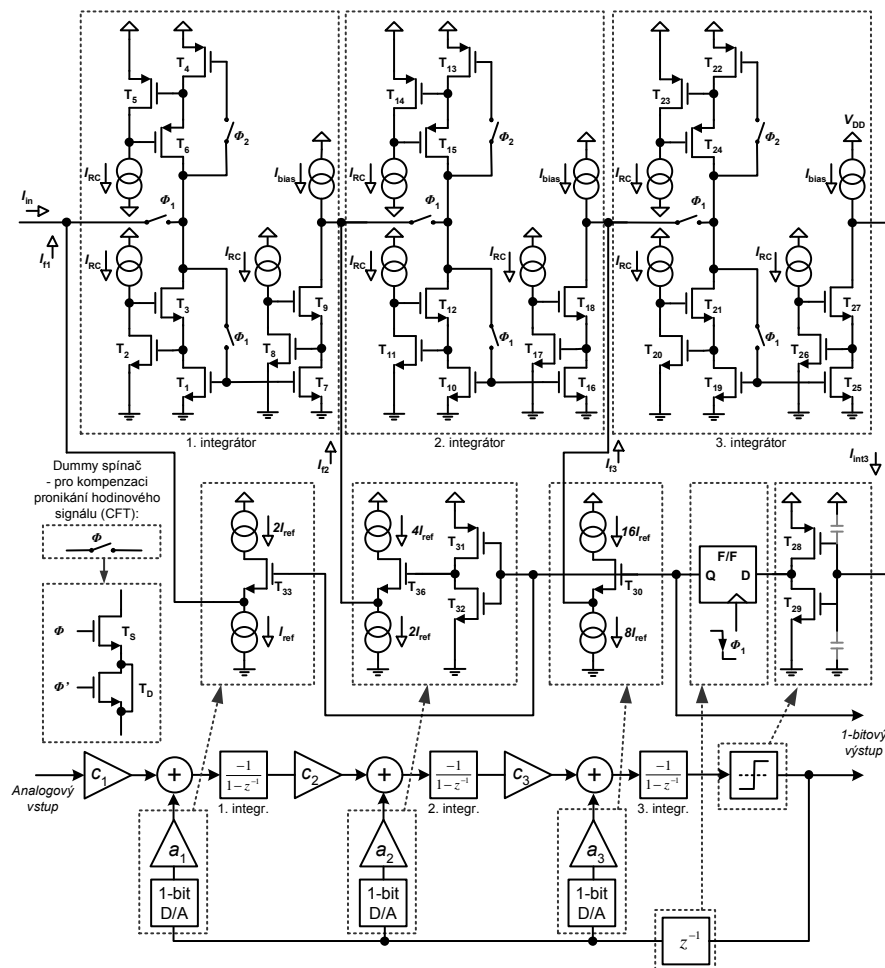 T4
T5
T6
Φ2
IRC
Iin
Φ1
If1
IRC
T3
T2
T1
Φ1
IRC
Ibias
T9
T8
T7
1. integrátor
T13
T14
T15
Φ2
IRC
Φ1
IRC
T12
T11
T10
Φ1
IRC
Ibias
T18
T17
T16
2. integrátor
T22
T23
T24
Φ2
VDD
IRC
Φ1
IRC
T21
T20
T19
Φ1
IRC
Ibias
T27
T26
T25
3. integrátor
If2
If3
Iint3
Dummy spínač
- pro kompenzaci
pronikání hodinového
signálu (CFT):
Φ
Φ
TS
Φ'
TD
2Iref
T33
Iref
4Iref
T31
T36
T32
2Iref
16Iref
T30
8Iref
F/F
Q D
Φ1
T28
T29
1-bitový
výstup
Analogový
vstup
c1
+
-1
1-z⁻¹
1. integr.
c2
+
-1
1-z⁻¹
2. integr.
c3
+
-1
1-z⁻¹
3. integr.
a1
a2
a3
1-bit
D/A
1-bit
D/A
1-bit
D/A
z⁻¹